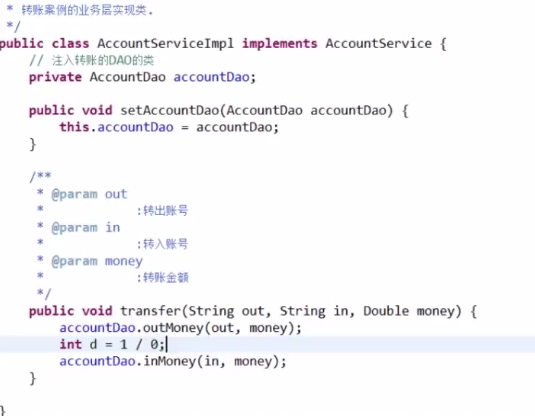 * 转账案例的业务层实现类.
*/
public class AccountServiceImpl implements AccountService {
// 注入转账的DAO的类
private AccountDao accountDao;
public void setAccountDao(AccountDao accountDao) {
this.accountDao = accountDao;
}
/**
* @param out
* :转出账号
* @param in
* :转入账号
* @param money
* :转账金额
*/
public void transfer(String out, String in, Double money) {
accountDao.outMoney(out, money);
int d = 1 / 0;
accountDao.inMoney(in, money);
}
}